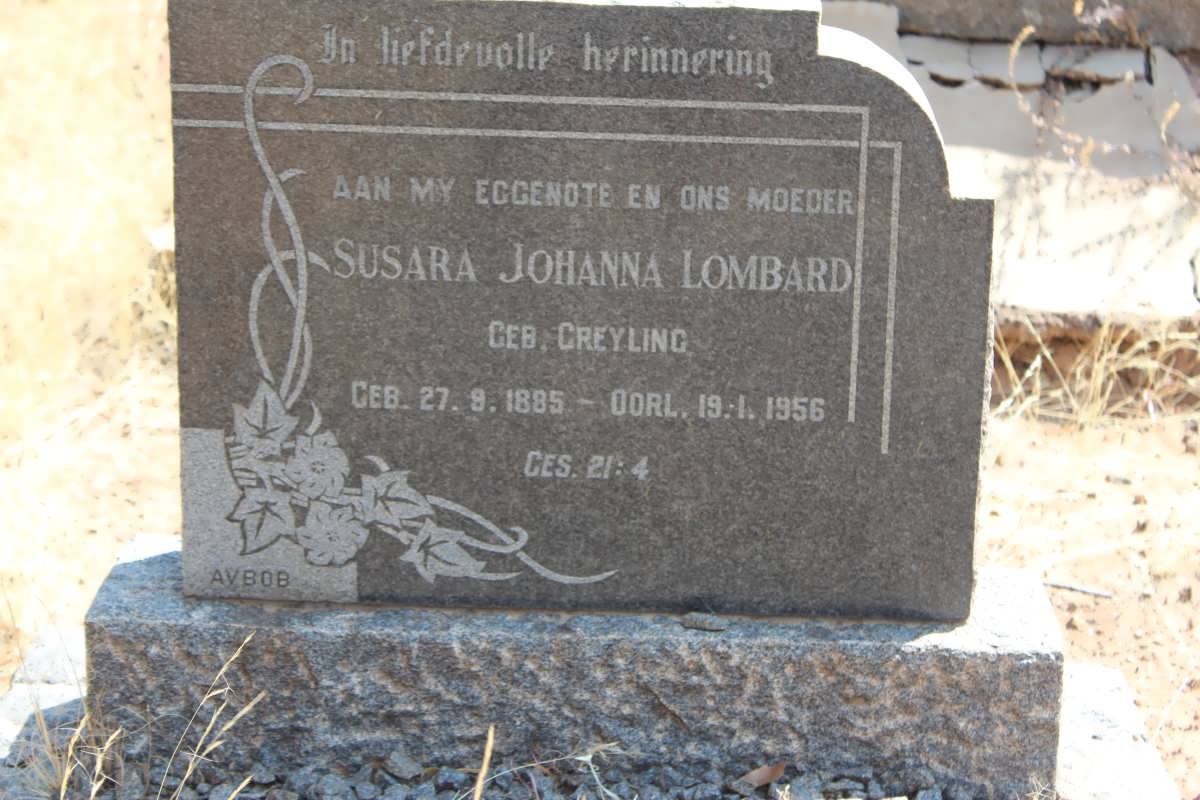 In liefdevolle herinnering
AAN MY EGGENOTE EN ONS MOEDER
SUSARA JOHANNA LOMBARD
GEB. GREYLING
GEB. 27. 9. 1885 – OORL. 19.-1. 1956
GES. 21: 4
AVBOB